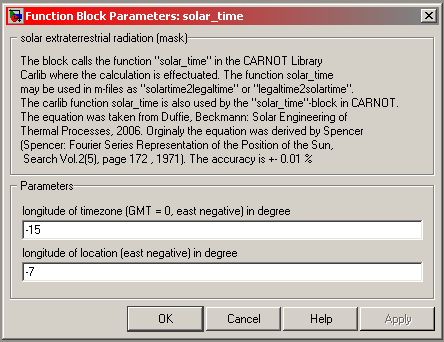 Function Block Parameters: solar_time
solar extraterrestrial radiation (mask)
The block calls the function "solar_time" in the CARNOT Library
Carlib where the calculation is effectuated. The function solar_time
may be used in m-files as "solartime2legaltime" or "legaltime2solartime".
The carlib function solar_time is also used by the "solar_time"-block in CARNOT.
The equation was taken from Duffie, Beckmann: Solar Engineering of
Thermal Processes, 2006. Orginaly the equation was derived by Spencer
(Spencer: Fourier Series Representation of the Position of the Sun,
Search Vol.2(5), page 172 , 1971). The accuracy is +- 0.01 %
Parameters
longitude of timezone (GMT = 0, east negative) in degree
-15
longitude of location (east negative) in degree
-7
OK Cancel Help Apply